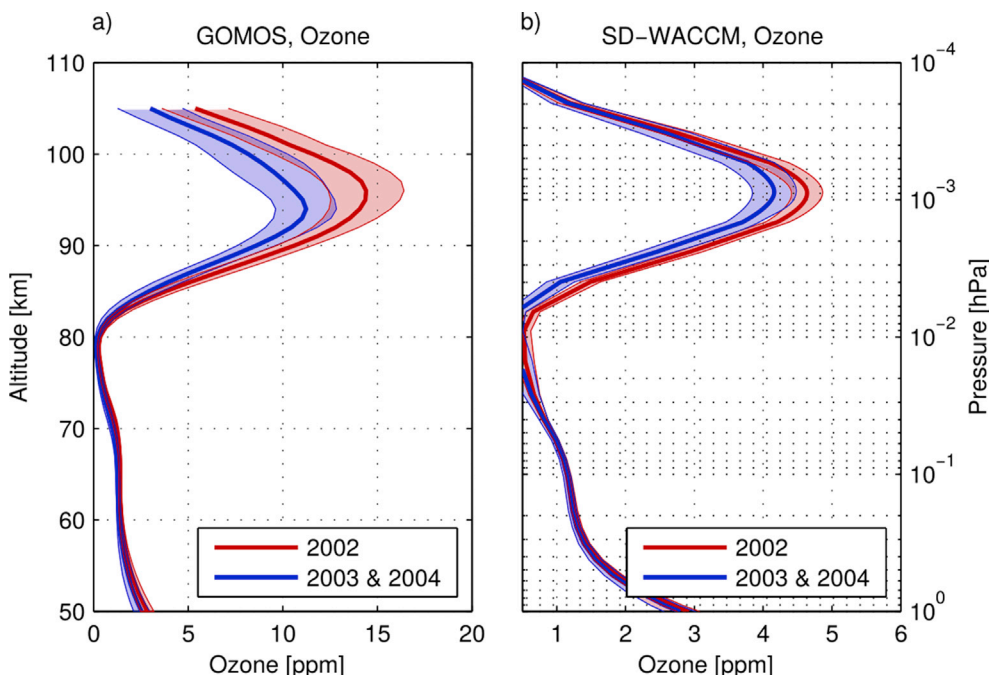 a)
GOMOS, Ozone
110
100
90
80
70
60
50
Altitude [km]
0
5
10
15
20
Ozone [ppm]
2002
2003 & 2004
b)
SD−WACCM, Ozone
10⁻⁴
10⁻³
10⁻²
10⁻¹
10⁰
Pressure [hPa]
1
2
3
4
5
6
Ozone [ppm]
2002
2003 & 2004